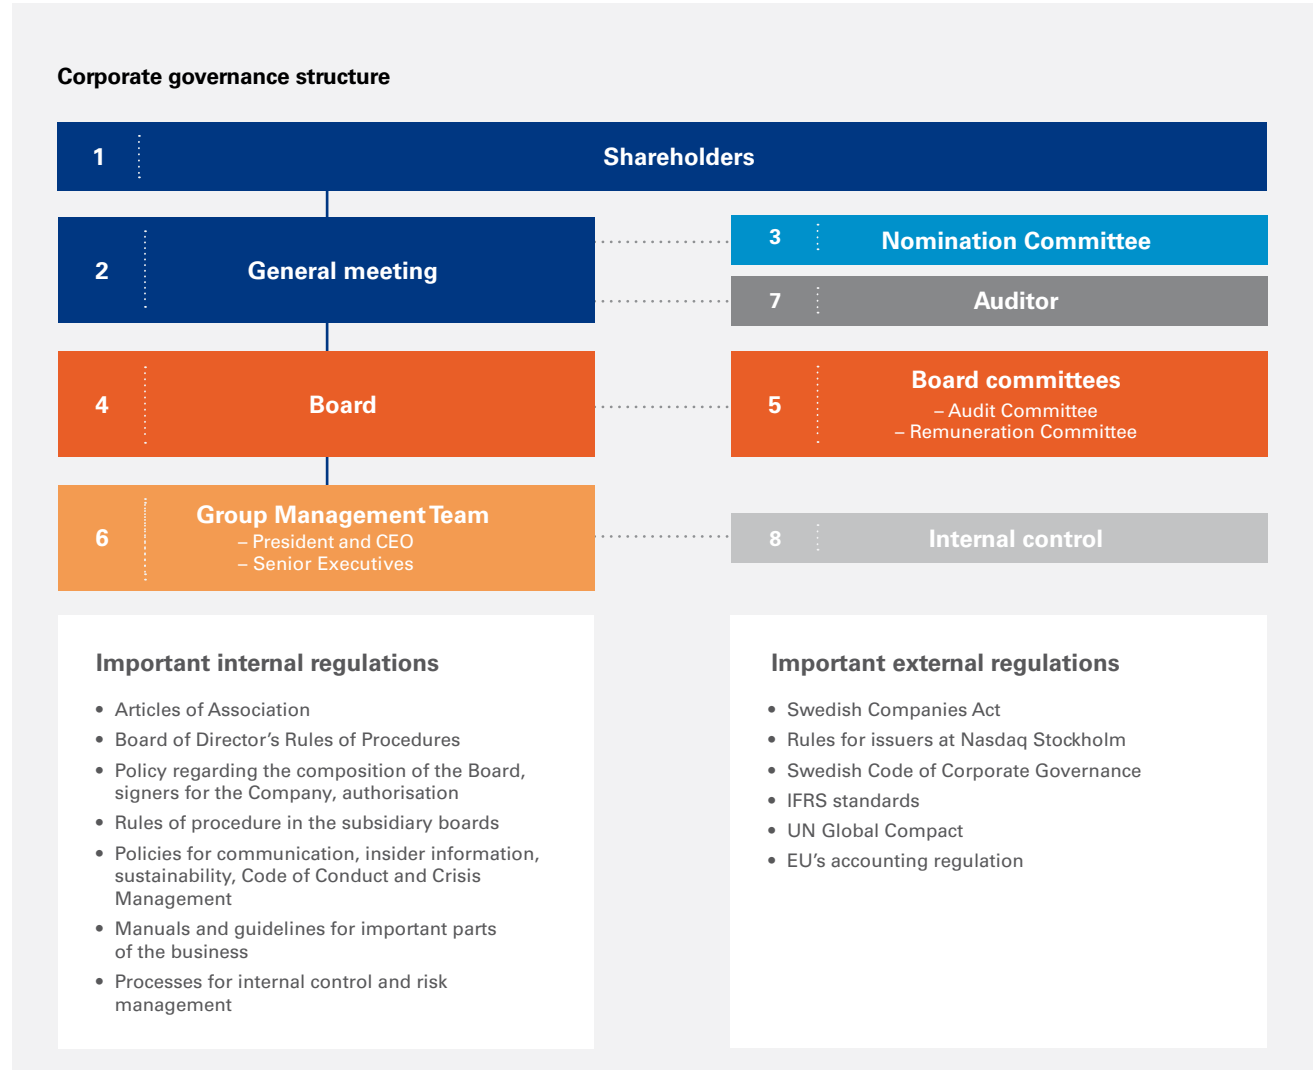 Corporate governance structure
1 Shareholders
2 General meeting
3 Nomination Committee
7 Auditor
4 Board
5 Board committees
– Audit Committee
– Remuneration Committee
6 Group Management Team
– President and CEO
– Senior Executives
8 Internal control
Important internal regulations
• Articles of Association
• Board of Director’s Rules of Procedures
• Policy regarding the composition of the Board,
signers for the Company, authorisation
• Rules of procedure in the subsidiary boards
• Policies for communication, insider information,
sustainability, Code of Conduct and Crisis
Management
• Manuals and guidelines for important parts
of the business
• Processes for internal control and risk
management
Important external regulations
• Swedish Companies Act
• Rules for issuers at Nasdaq Stockholm
• Swedish Code of Corporate Governance
• IFRS standards
• UN Global Compact
• EU’s accounting regulation